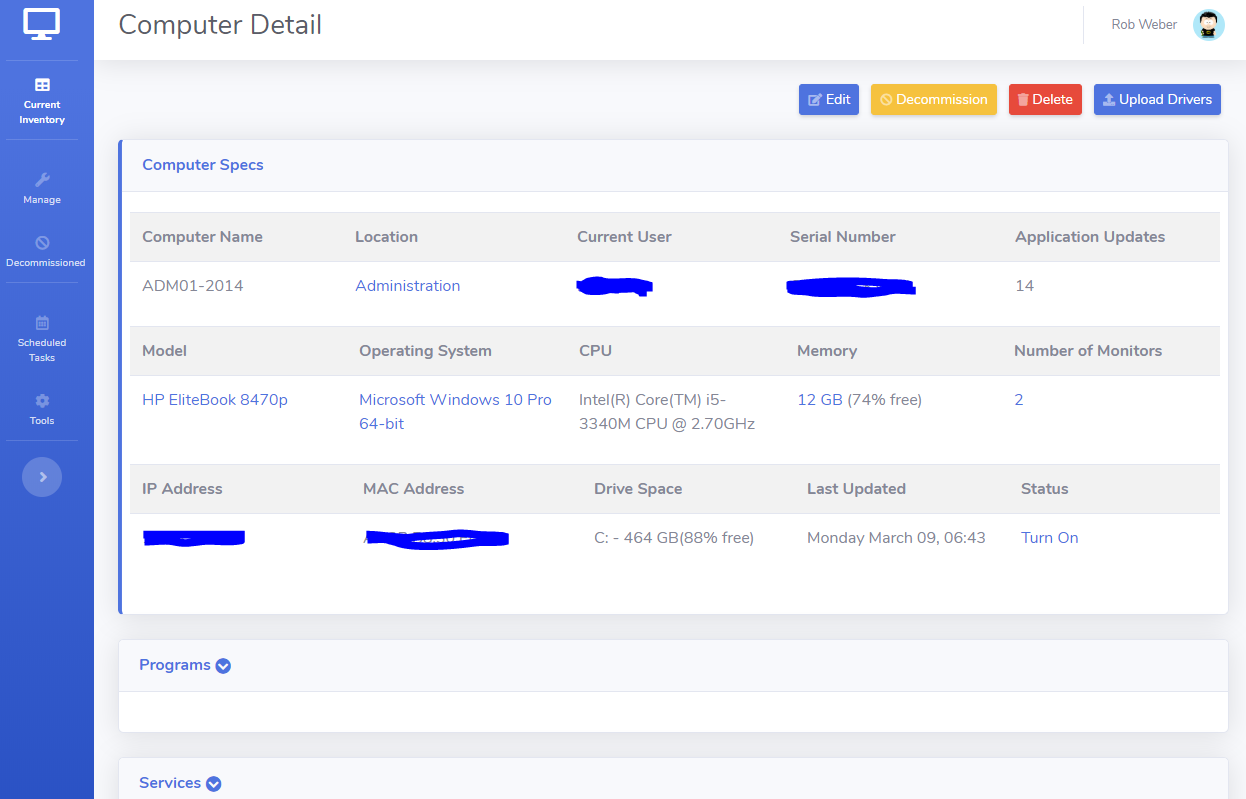 Computer Detail
Rob Weber
Current
Inventory
Manage
Decommissioned
Scheduled
Tasks
Tools
Edit
Decommission
Delete
Upload Drivers
Computer Specs
Computer Name Location Current User Serial Number Application Updates
ADM01-2014 Administration 14
Model Operating System CPU Memory Number of Monitors
HP EliteBook 8470p Microsoft Windows 10 Pro Intel(R) Core(TM) i5- 12 GB (74% free) 2
64-bit 3340M CPU @ 2.70GHz
IP Address MAC Address Drive Space Last Updated Status
C: - 464 GB(88% free) Monday March 09, 06:43 Turn On
Programs
Services